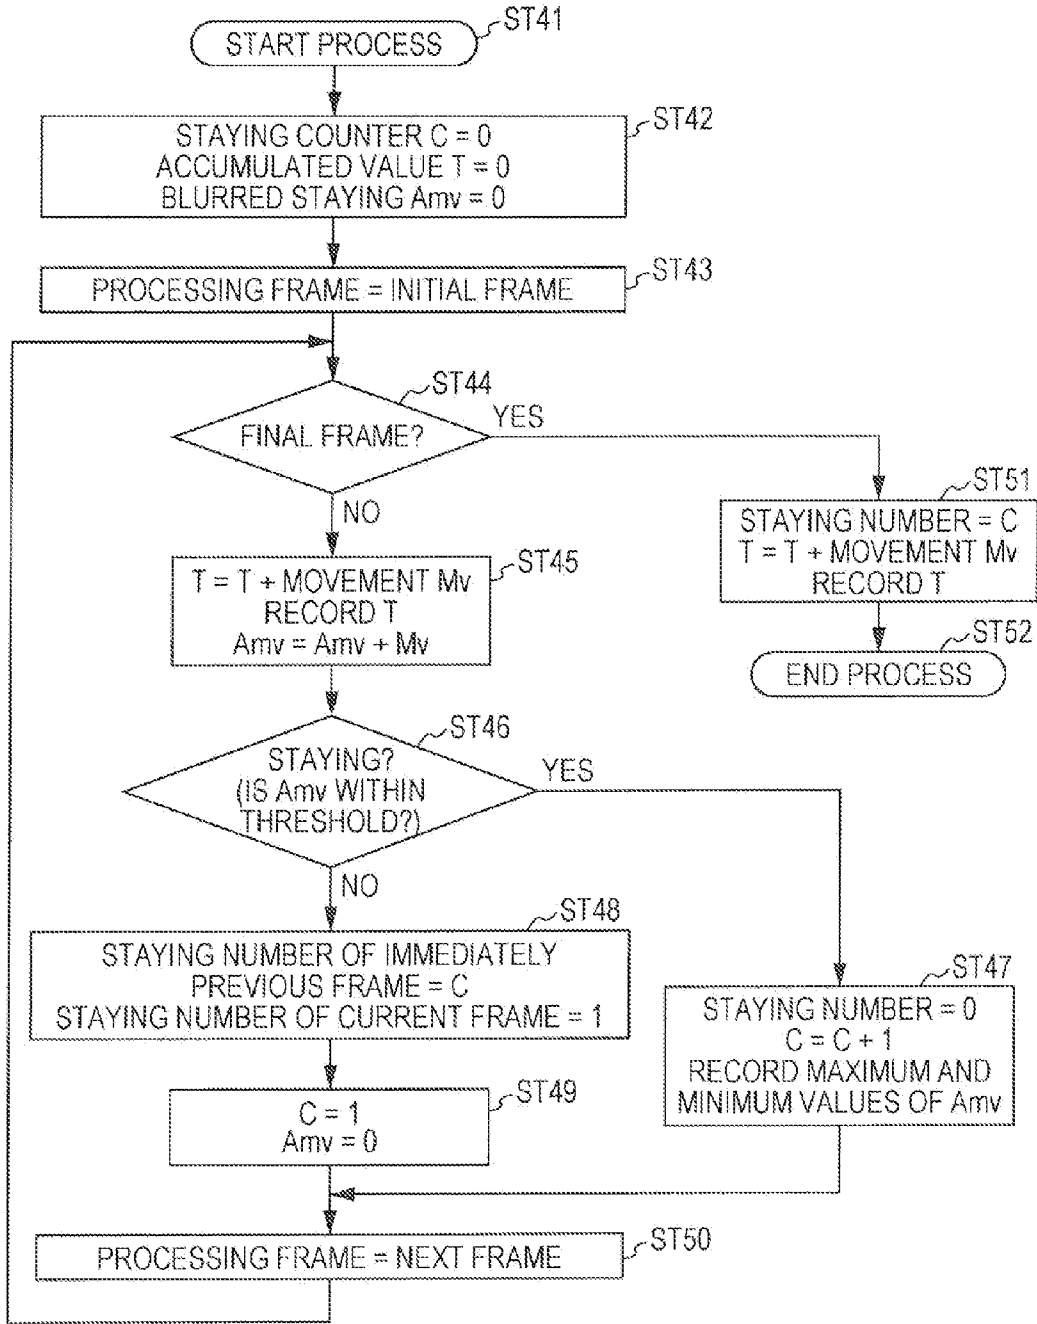 START PROCESS
ST41
STAYING COUNTER C = 0
ACCUMULATED VALUE T = 0
BLURRED STAYING Amv = 0
ST42
PROCESSING FRAME = INITIAL FRAME
ST43
FINAL FRAME?
ST44
YES
NO
STAYING NUMBER = C
T = T + MOVEMENT Mv
RECORD T
ST51
T = T + MOVEMENT Mv
RECORD T
Amv = Amv + Mv
ST45
END PROCESS
ST52
STAYING?
(IS Amv WITHIN
THRESHOLD?)
ST46
YES
NO
STAYING NUMBER OF IMMEDIATELY
PREVIOUS FRAME = C
STAYING NUMBER OF CURRENT FRAME = 1
ST48
STAYING NUMBER = 0
C = C + 1
RECORD MAXIMUM AND
MINIMUM VALUES OF Amv
ST47
C = 1
Amv = 0
ST49
PROCESSING FRAME = NEXT FRAME
ST50